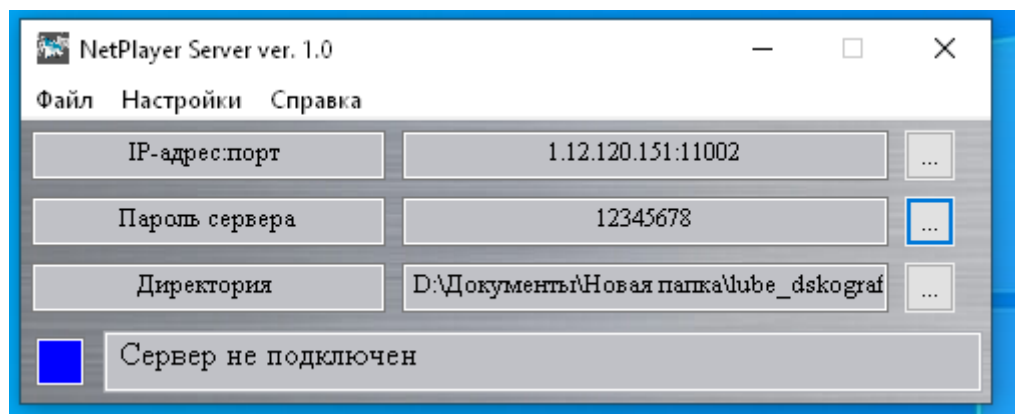 NetPlayer Server ver. 1.0
Файл Настройки Справка
IP-адрес:порт 1.12.120.151:11002 ...
Пароль сервера 12345678 ...
Директория D:\Документы\Новая папка\lube_dskograf ...
Сервер не подключен